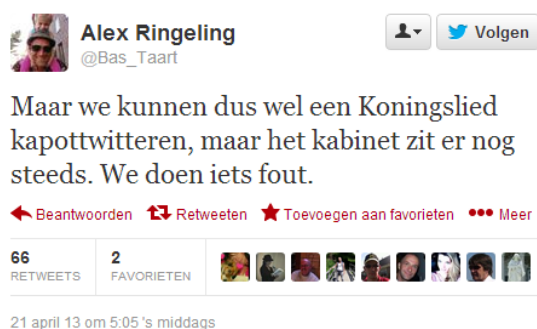 Alex Ringeling
@Bas_Taart
Volgen
Maar we kunnen dus wel een Koningslied
kapottwitteren, maar het kabinet zit er nog
steeds. We doen iets fout.
Beantwoorden Retweeten Toevoegen aan favorieten Meer
66 2
RETWEETS FAVORIETEN
21 april 13 om 5:05 's middags